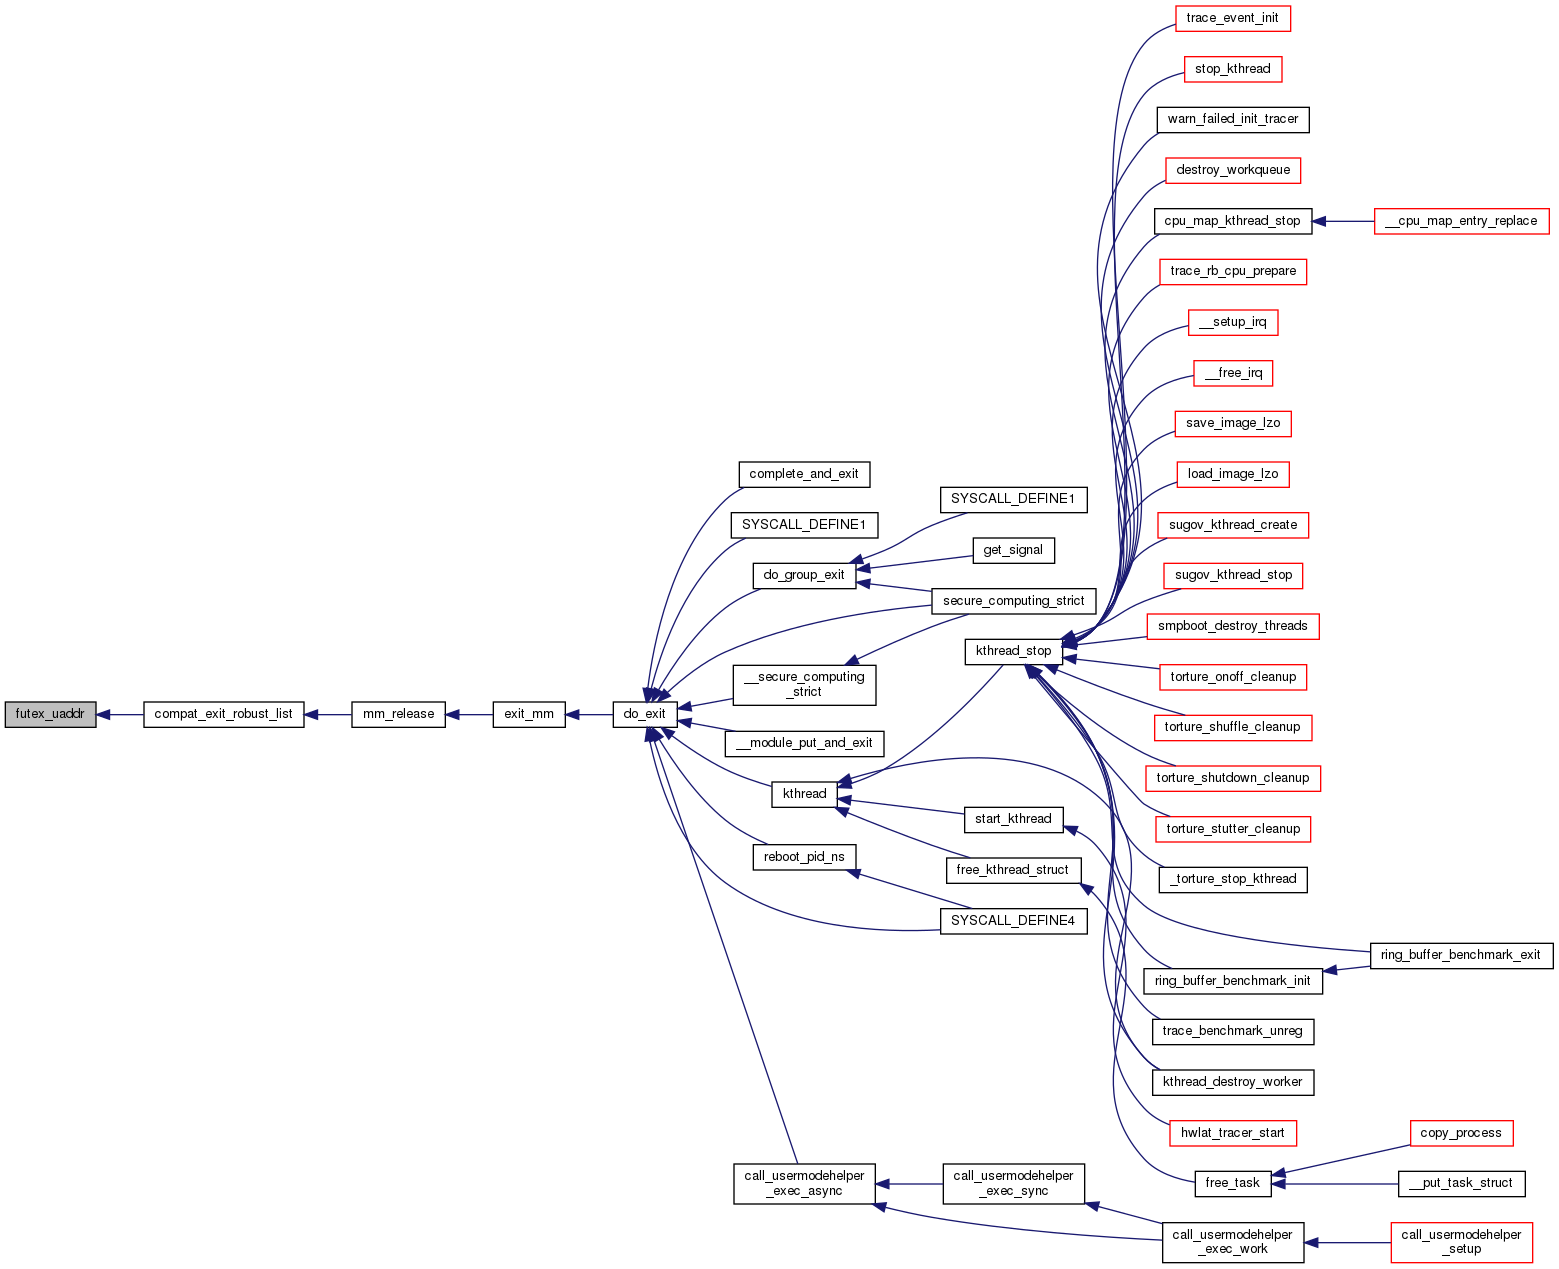 trace_event_init
stop_kthread
warn_failed_init_tracer
destroy_workqueue
cpu_map_kthread_stop
__cpu_map_entry_replace
trace_rb_cpu_prepare
__setup_irq
__free_irq
save_image_lzo
load_image_lzo
complete_and_exit
SYSCALL_DEFINE1
SYSCALL_DEFINE1
sugov_kthread_create
get_signal
do_group_exit
sugov_kthread_stop
secure_computing_strict
smpboot_destroy_threads
kthread_stop
__secure_computing
_strict
torture_onoff_cleanup
futex_uaddr
compat_exit_robust_list
mm_release
exit_mm
do_exit
torture_shuffle_cleanup
__module_put_and_exit
torture_shutdown_cleanup
kthread
start_kthread
torture_stutter_cleanup
reboot_pid_ns
free_kthread_struct
_torture_stop_kthread
SYSCALL_DEFINE4
ring_buffer_benchmark_exit
ring_buffer_benchmark_init
trace_benchmark_unreg
kthread_destroy_worker
hwlat_tracer_start
copy_process
call_usermodehelper
_exec_async
call_usermodehelper
_exec_sync
free_task
__put_task_struct
call_usermodehelper
_exec_work
call_usermodehelper
_setup